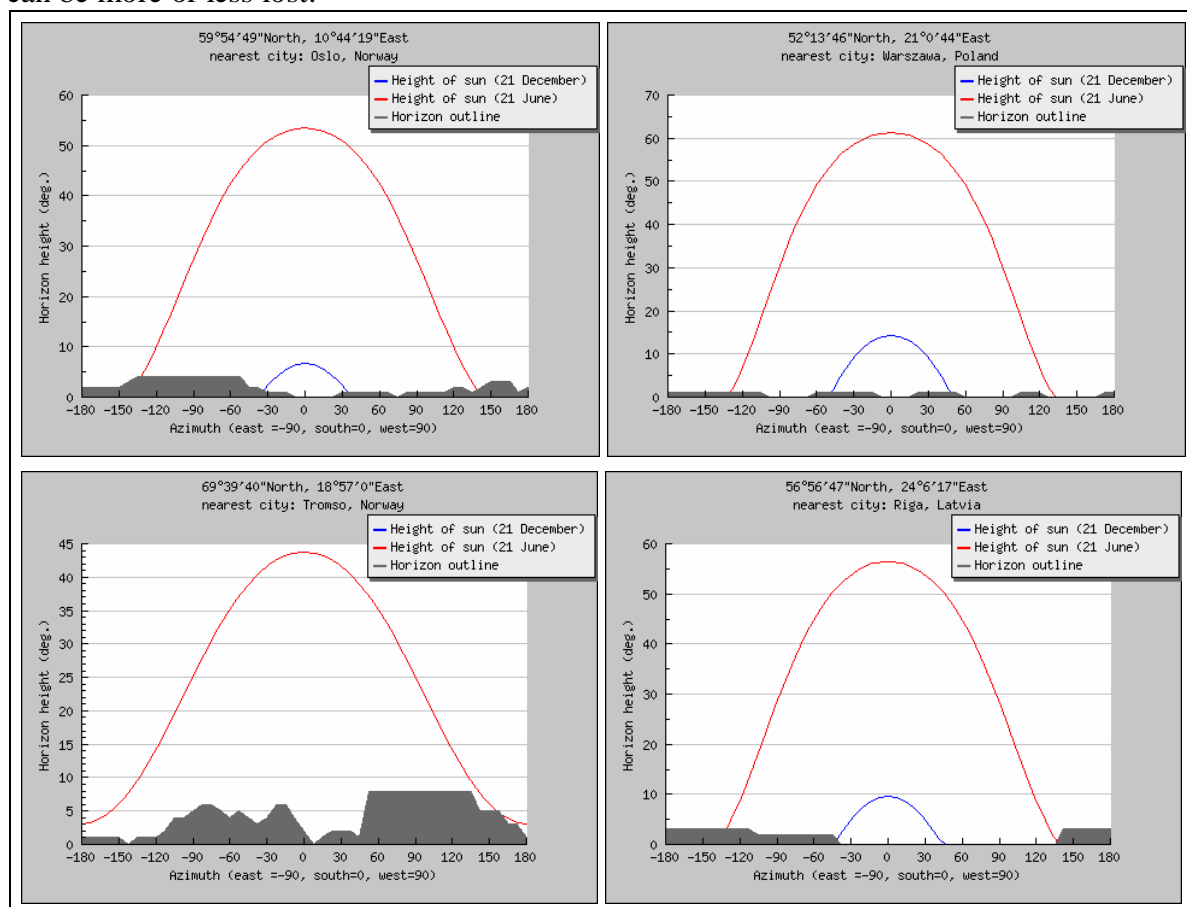 can be more or less lost.
59°54'49"North, 10°44'19"East
nearest city: Oslo, Norway
Height of sun (21 December)
Height of sun (21 June)
Horizon outline
Horizon height (deg.)
60
50
40
30
20
10
0
-180 -150 -120 -90 -60 -30 0 30 60 90 120 150 180
Azimuth (east =-90, south=0, west=90)
52°13'46"North, 21°0'44"East
nearest city: Warszawa, Poland
Height of sun (21 December)
Height of sun (21 June)
Horizon outline
Horizon height (deg.)
70
60
50
40
30
20
10
0
-180 -150 -120 -90 -60 -30 0 30 60 90 120 150 180
Azimuth (east =-90, south=0, west=90)
69°39'40"North, 18°57'0"East
nearest city: Tromso, Norway
Height of sun (21 December)
Height of sun (21 June)
Horizon outline
Horizon height (deg.)
45
40
35
30
25
20
15
10
5
0
-180 -150 -120 -90 -60 -30 0 30 60 90 120 150 180
Azimuth (east =-90, south=0, west=90)
56°56'47"North, 24°6'17"East
nearest city: Riga, Latvia
Height of sun (21 December)
Height of sun (21 June)
Horizon outline
Horizon height (deg.)
60
50
40
30
20
10
0
-180 -150 -120 -90 -60 -30 0 30 60 90 120 150 180
Azimuth (east =-90, south=0, west=90)